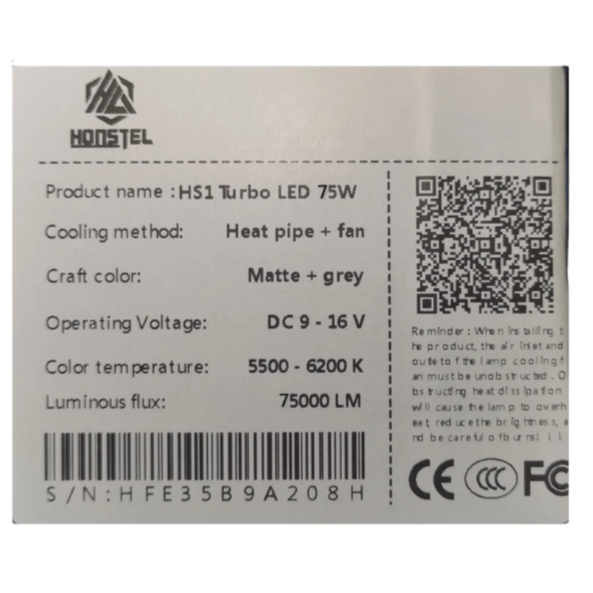 HONSTEL
Product name : HS1 Turbo LED 75W
Cooling method: Heat pipe + fan
Craft color: Matte + grey
Operating Voltage: DC 9 - 16 V
Color temperature: 5500 - 6200 K
Luminous flux: 75000 LM
S/N:HFE35B9A208H
Reminder: When installing t
he product, the air inlet and
outlet of the lamp cooling f
an must be unobstructed. O
bstructing heat dissipation
will cause the lamp to overh
eat, reduce the brightness, a
nd be careful of burns!
CE CCC FC